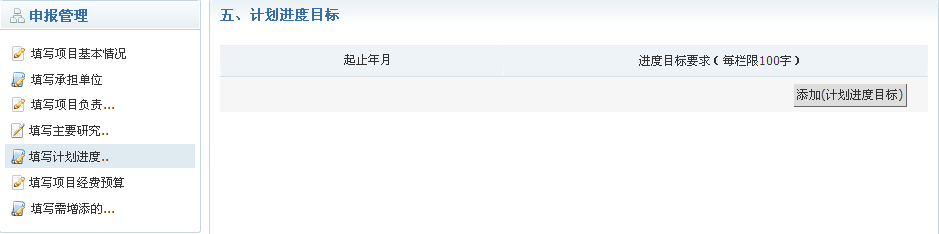 申报管理
填写项目基本情况
填写承担单位
填写项目负责...
填写主要研究..
填写计划进度..
填写项目经费预算
填写需增添的...
五、计划进度目标
起止年月 进度目标要求（每栏限100字）
添加(计划进度目标)